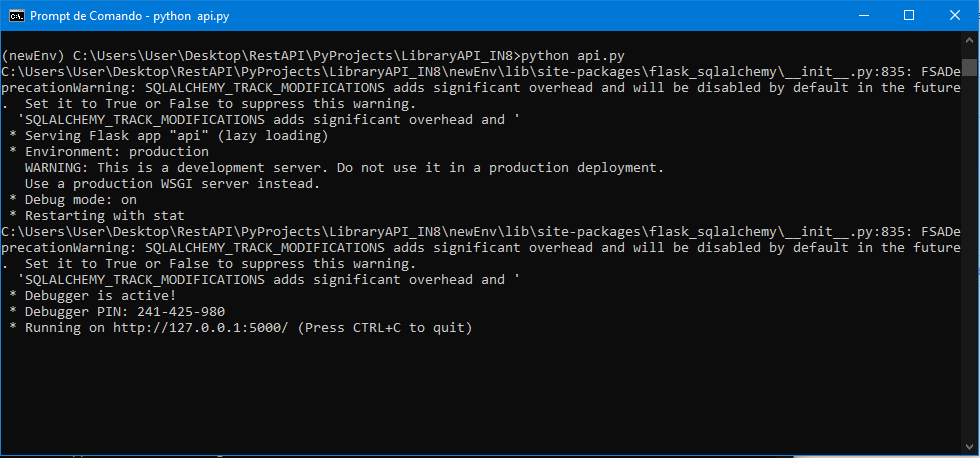 Prompt de Comando - python api.py
(newEnv) C:\Users\User\Desktop\RestAPI\PyProjects\LibraryAPI_IN8>python api.py
C:\Users\User\Desktop\RestAPI\PyProjects\LibraryAPI_IN8\newEnv\lib\site-packages\flask_sqlalchemy\__init__.py:835: FSADe
precationWarning: SQLALCHEMY_TRACK_MODIFICATIONS adds significant overhead and will be disabled by default in the future
.  Set it to True or False to suppress this warning.
  'SQLALCHEMY_TRACK_MODIFICATIONS adds significant overhead and '
 * Serving Flask app "api" (lazy loading)
 * Environment: production
   WARNING: This is a development server. Do not use it in a production deployment.
   Use a production WSGI server instead.
 * Debug mode: on
 * Restarting with stat
C:\Users\User\Desktop\RestAPI\PyProjects\LibraryAPI_IN8\newEnv\lib\site-packages\flask_sqlalchemy\__init__.py:835: FSADe
precationWarning: SQLALCHEMY_TRACK_MODIFICATIONS adds significant overhead and will be disabled by default in the future
.  Set it to True or False to suppress this warning.
  'SQLALCHEMY_TRACK_MODIFICATIONS adds significant overhead and '
 * Debugger is active!
 * Debugger PIN: 241-425-980
 * Running on http://127.0.0.1:5000/ (Press CTRL+C to quit)